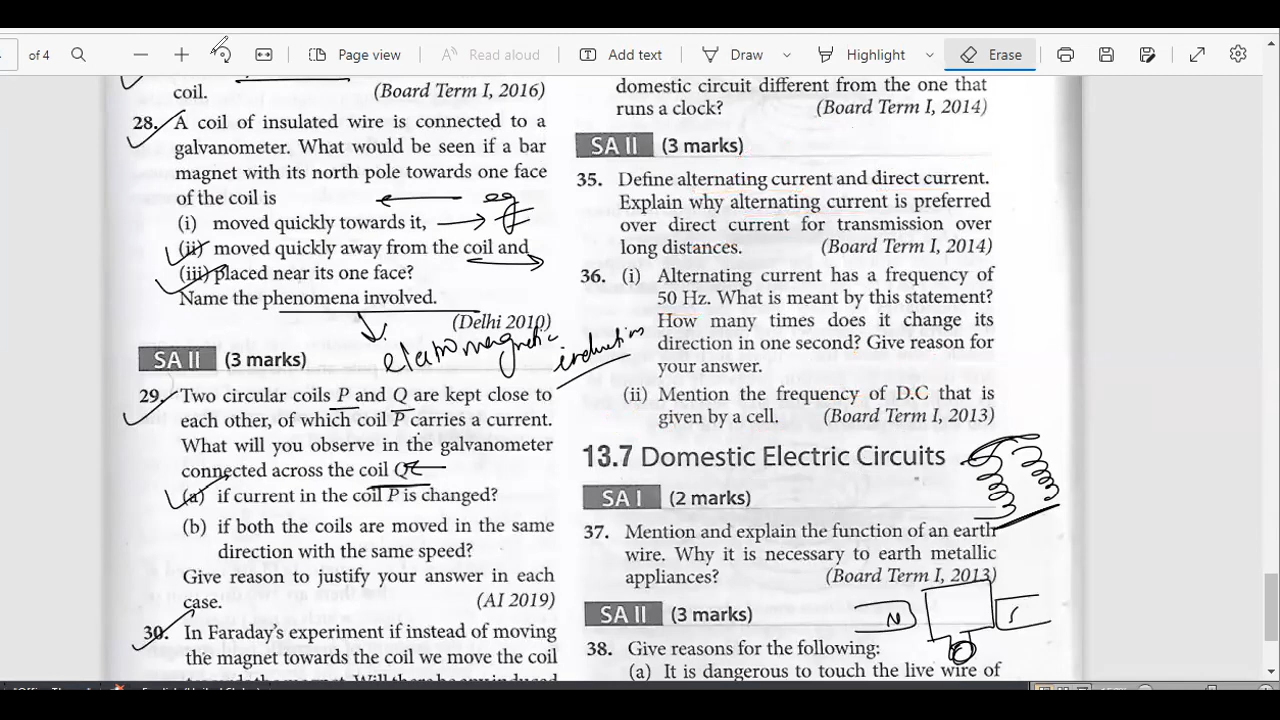 of 4
Page view
Read aloud
Add text
Draw
Highlight
Erase
coil. (Board Term I, 2016)
28. A coil of insulated wire is connected to a
galvanometer. What would be seen if a bar
magnet with its north pole towards one face
of the coil is
(i) moved quickly towards it,
(ii) moved quickly away from the coil and
(iii) placed near its one face?
Name the phenomena involved.
(Delhi 2010)
eletromagnetic induction
SA II (3 marks)
29. Two circular coils P and Q are kept close to
each other, of which coil P carries a current.
What will you observe in the galvanometer
connected across the coil Q
(a) if current in the coil P is changed?
(b) if both the coils are moved in the same
direction with the same speed?
Give reason to justify your answer in each
case. (AI 2019)
30. In Faraday's experiment if instead of moving
the magnet towards the coil we move the coil
domestic circuit different from the one that
runs a clock? (Board Term I, 2014)
SA II (3 marks)
35. Define alternating current and direct current.
Explain why alternating current is preferred
over direct current for transmission over
long distances. (Board Term I, 2014)
36. (i) Alternating current has a frequency of
50 Hz. What is meant by this statement?
How many times does it change its
direction in one second? Give reason for
your answer.
(ii) Mention the frequency of D.C that is
given by a cell. (Board Term I, 2013)
13.7 Domestic Electric Circuits
SA I (2 marks)
37. Mention and explain the function of an earth
wire. Why it is necessary to earth metallic
appliances? (Board Term I, 2013)
N S
SA II (3 marks)
38. Give reasons for the following:
(a) It is dangerous to touch the live wire of